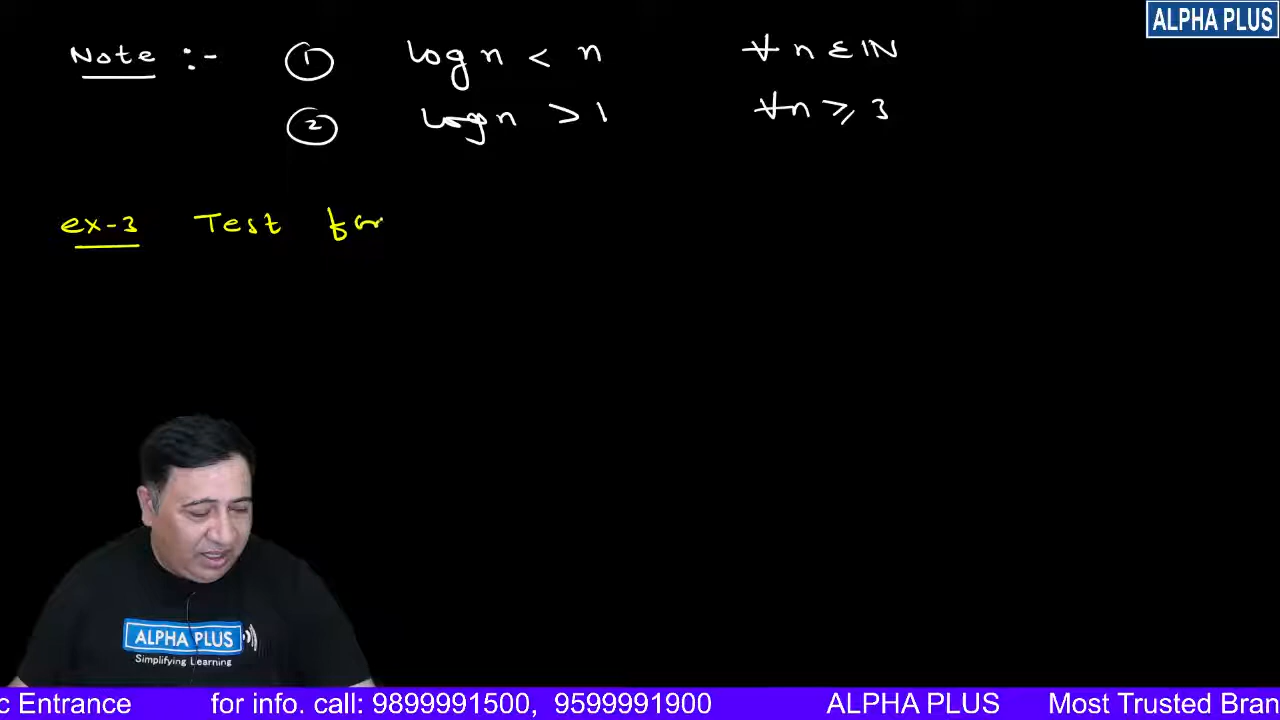 ALPHA PLUS
Note :- ① log n < n ∀ n ∈ IN
② log n > 1 ∀ n ⩾ 3
ex-3 Test for
ALPHA PLUS
Simplifying Learning
c Entrance for info. call: 9899991500, 9599991900 ALPHA PLUS Most Trusted Bran